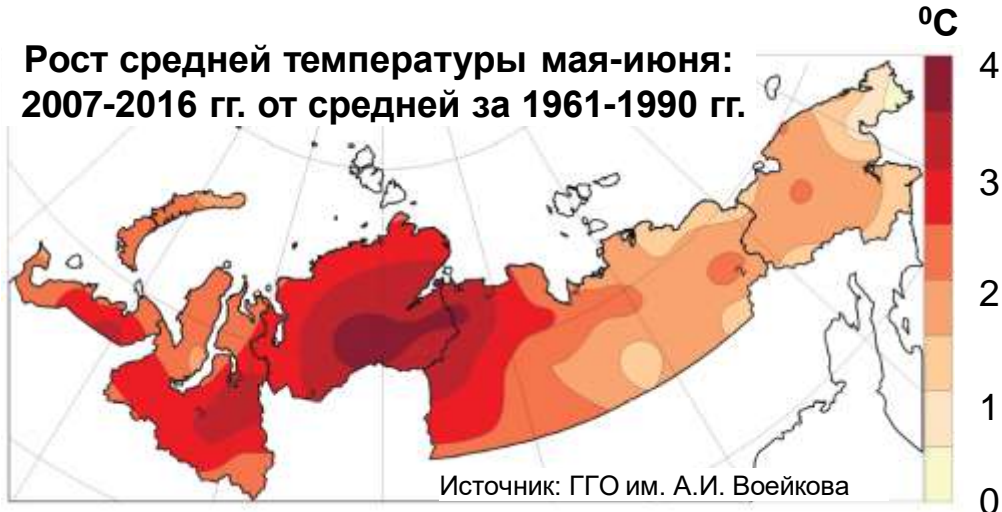 ⁰C
Рост средней температуры мая-июня:
2007-2016 гг. от средней за 1961-1990 гг.
4
3
2
1
0
Источник: ГГО им. А.И. Воейкова